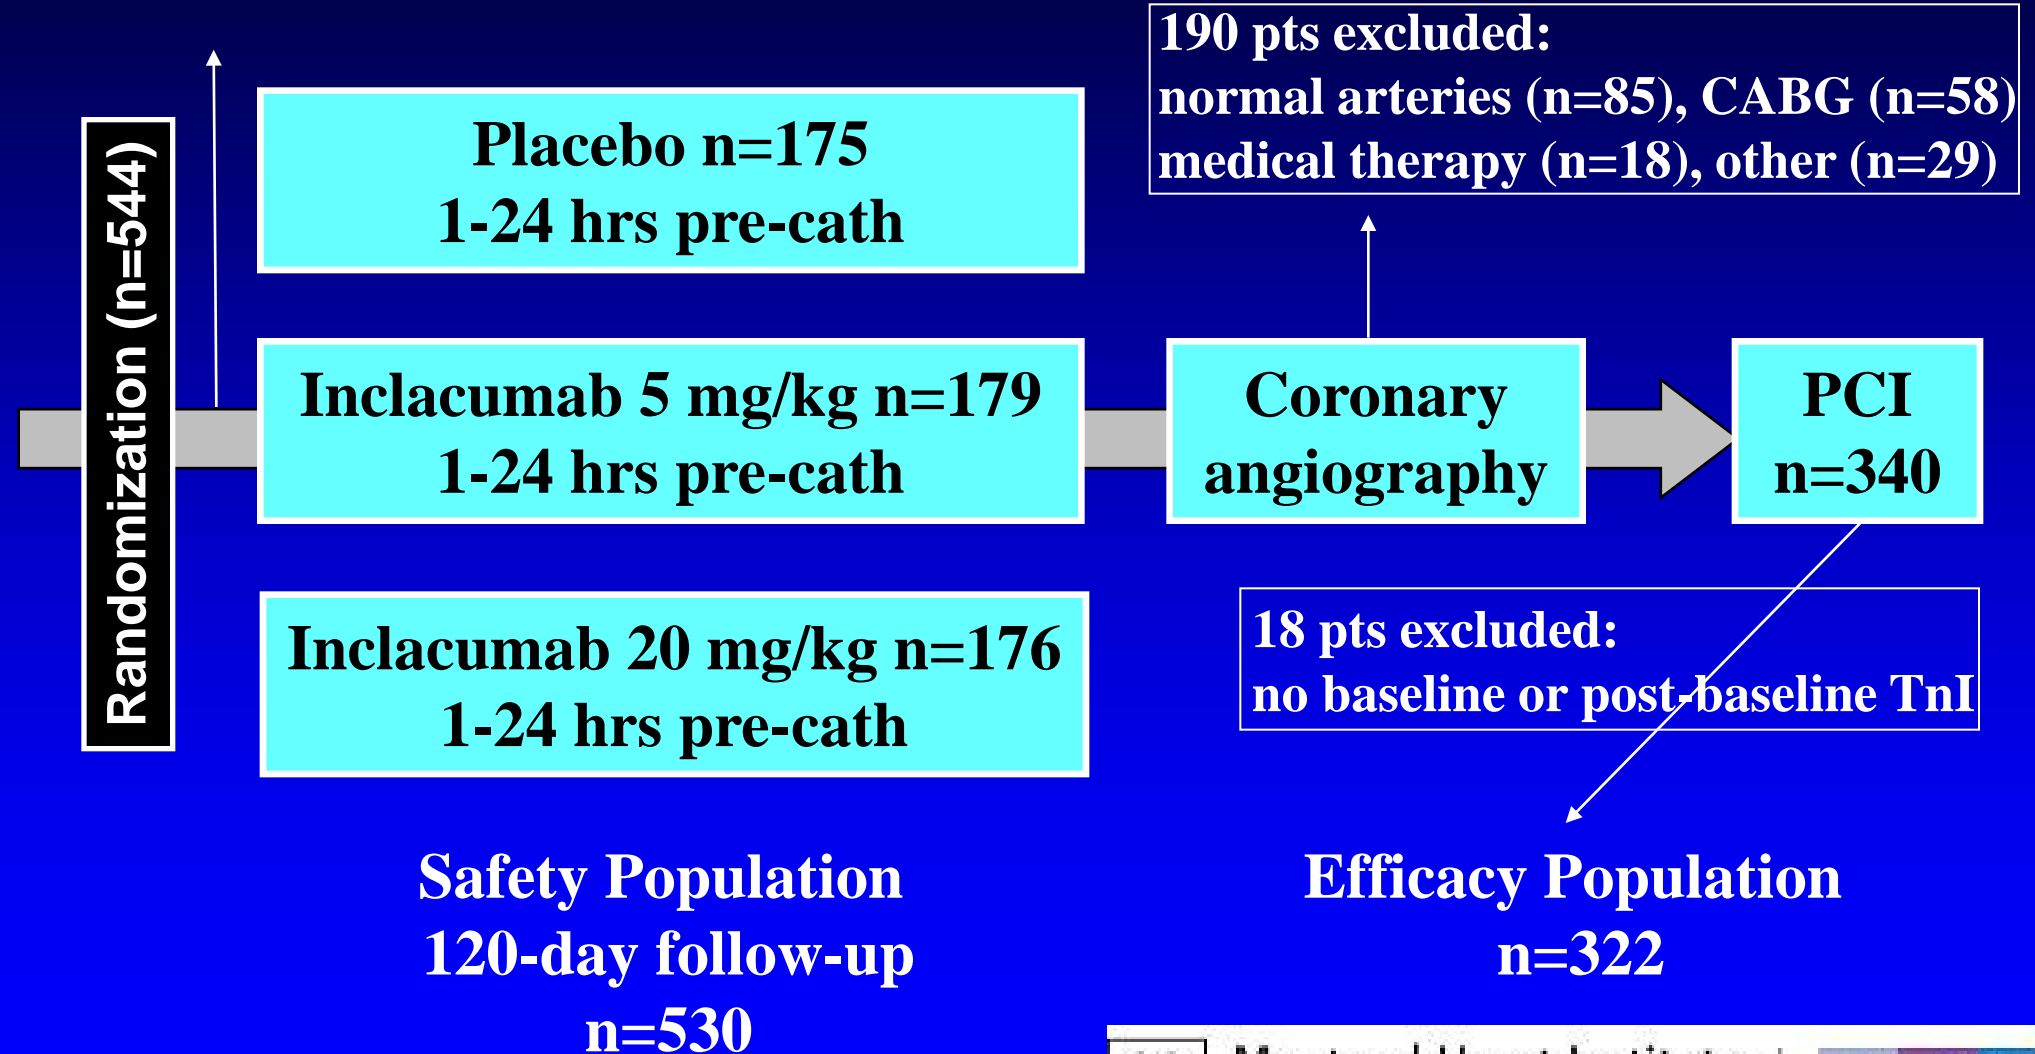 Randomization (n=544)
Placebo n=175
1-24 hrs pre-cath
Inclacumab 5 mg/kg n=179
1-24 hrs pre-cath
Inclacumab 20 mg/kg n=176
1-24 hrs pre-cath
190 pts excluded:
normal arteries (n=85), CABG (n=58)
medical therapy (n=18), other (n=29)
Coronary
angiography
PCI
n=340
18 pts excluded:
no baseline or post-baseline TnI
Safety Population
120-day follow-up
n=530
Efficacy Population
n=322